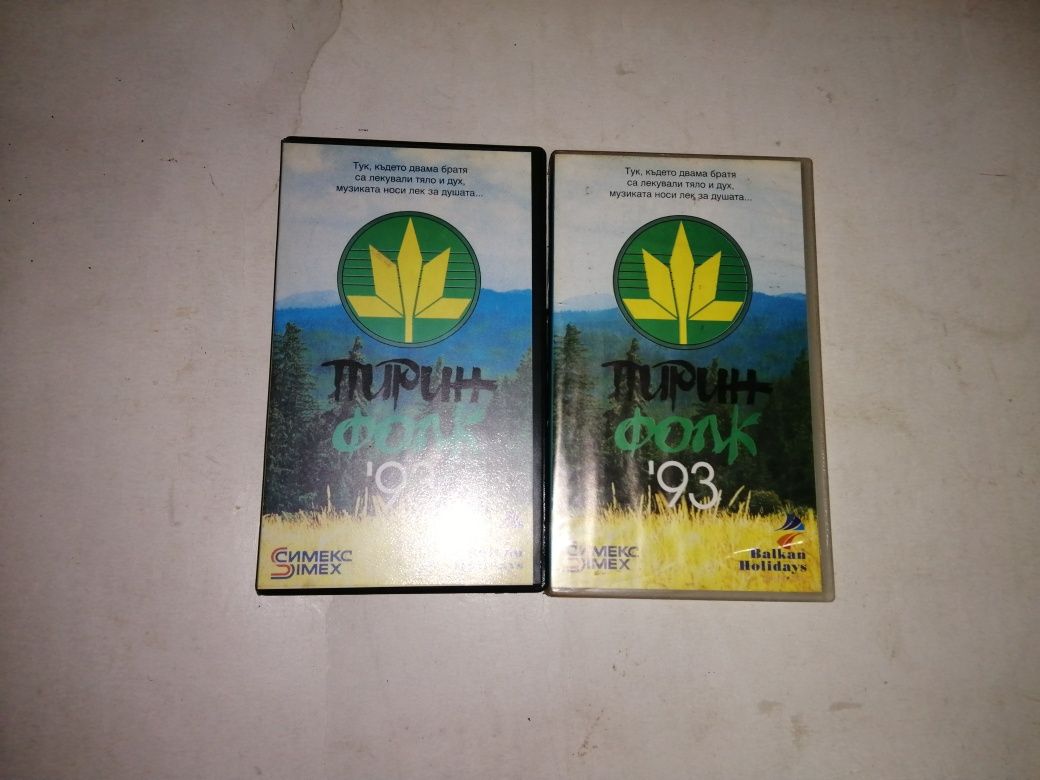 Тук, където двама братя
са лекували тяло и дух,
музиката носи лек за душата...
ПИРИН
ФОЛК
'93
СИМЕКС
SIMEX
Тук, където двама братя
са лекували тяло и дух,
музиката носи лек за душата...
ПИРИН
ФОЛК
'93
СИМЕКС
SIMEX
Balkan
Holidays